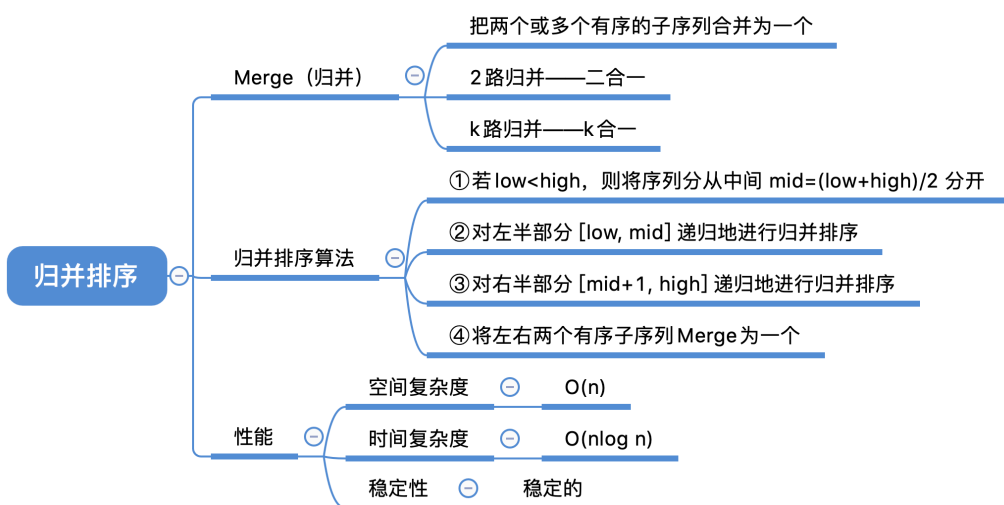 归并排序
Merge（归并）
把两个或多个有序的子序列合并为一个
2路归并——二合一
k路归并——k合一
归并排序算法
①若low<high，则将序列分从中间 mid=(low+high)/2 分开
②对左半部分 [low, mid] 递归地进行归并排序
③对右半部分 [mid+1, high] 递归地进行归并排序
④将左右两个有序子序列Merge为一个
性能
空间复杂度
O(n)
时间复杂度
O(nlog n)
稳定性
稳定的